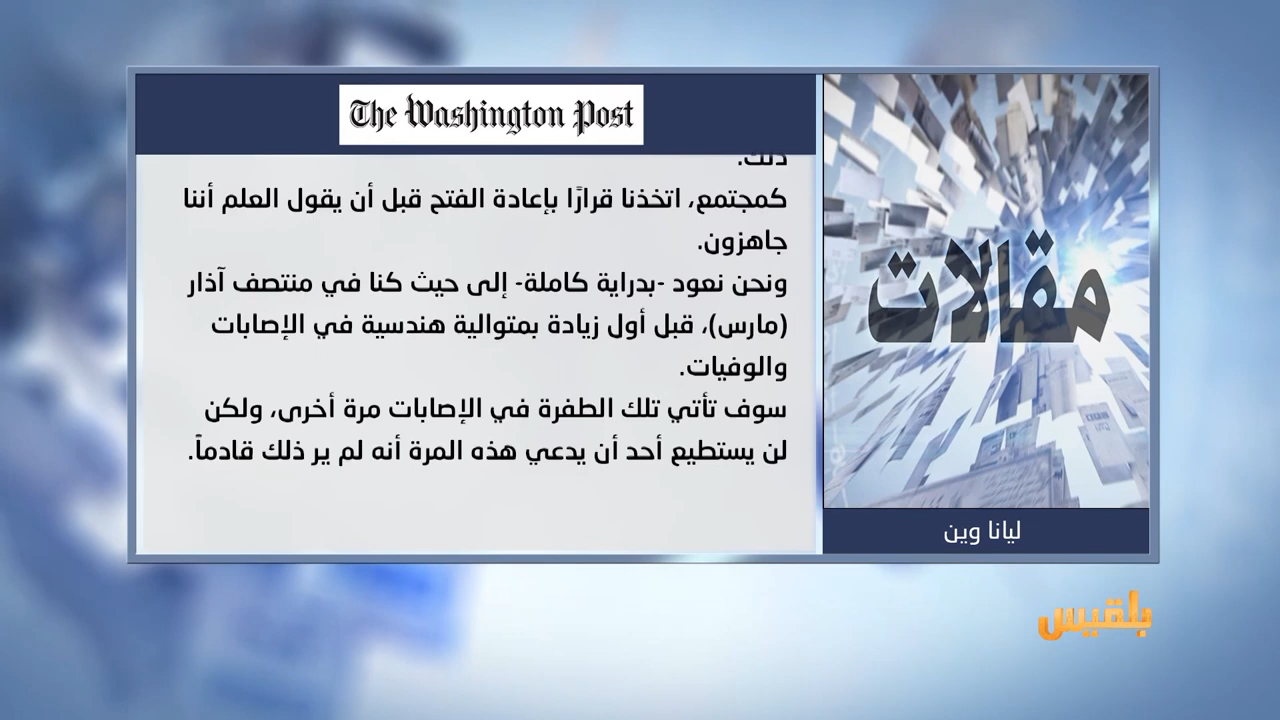 The Washington Post
كمجتمع، اتخذنا قرارًا بإعادة الفتح قبل أن يقول العلم أننا
جاهزون.
ونحن نعود -بدراية كاملة- إلى حيث كنا في منتصف آذار
(مارس)، قبل أول زيادة بمتوالية هندسية في الإصابات
والوفيات.
سوف تأتي تلك الطفرة في الإصابات مرة أخرى، ولكن
لن يستطيع أحد أن يدعي هذه المرة أنه لم ير ذلك قادماً.
مقالات
ليانا وين
بلقيس